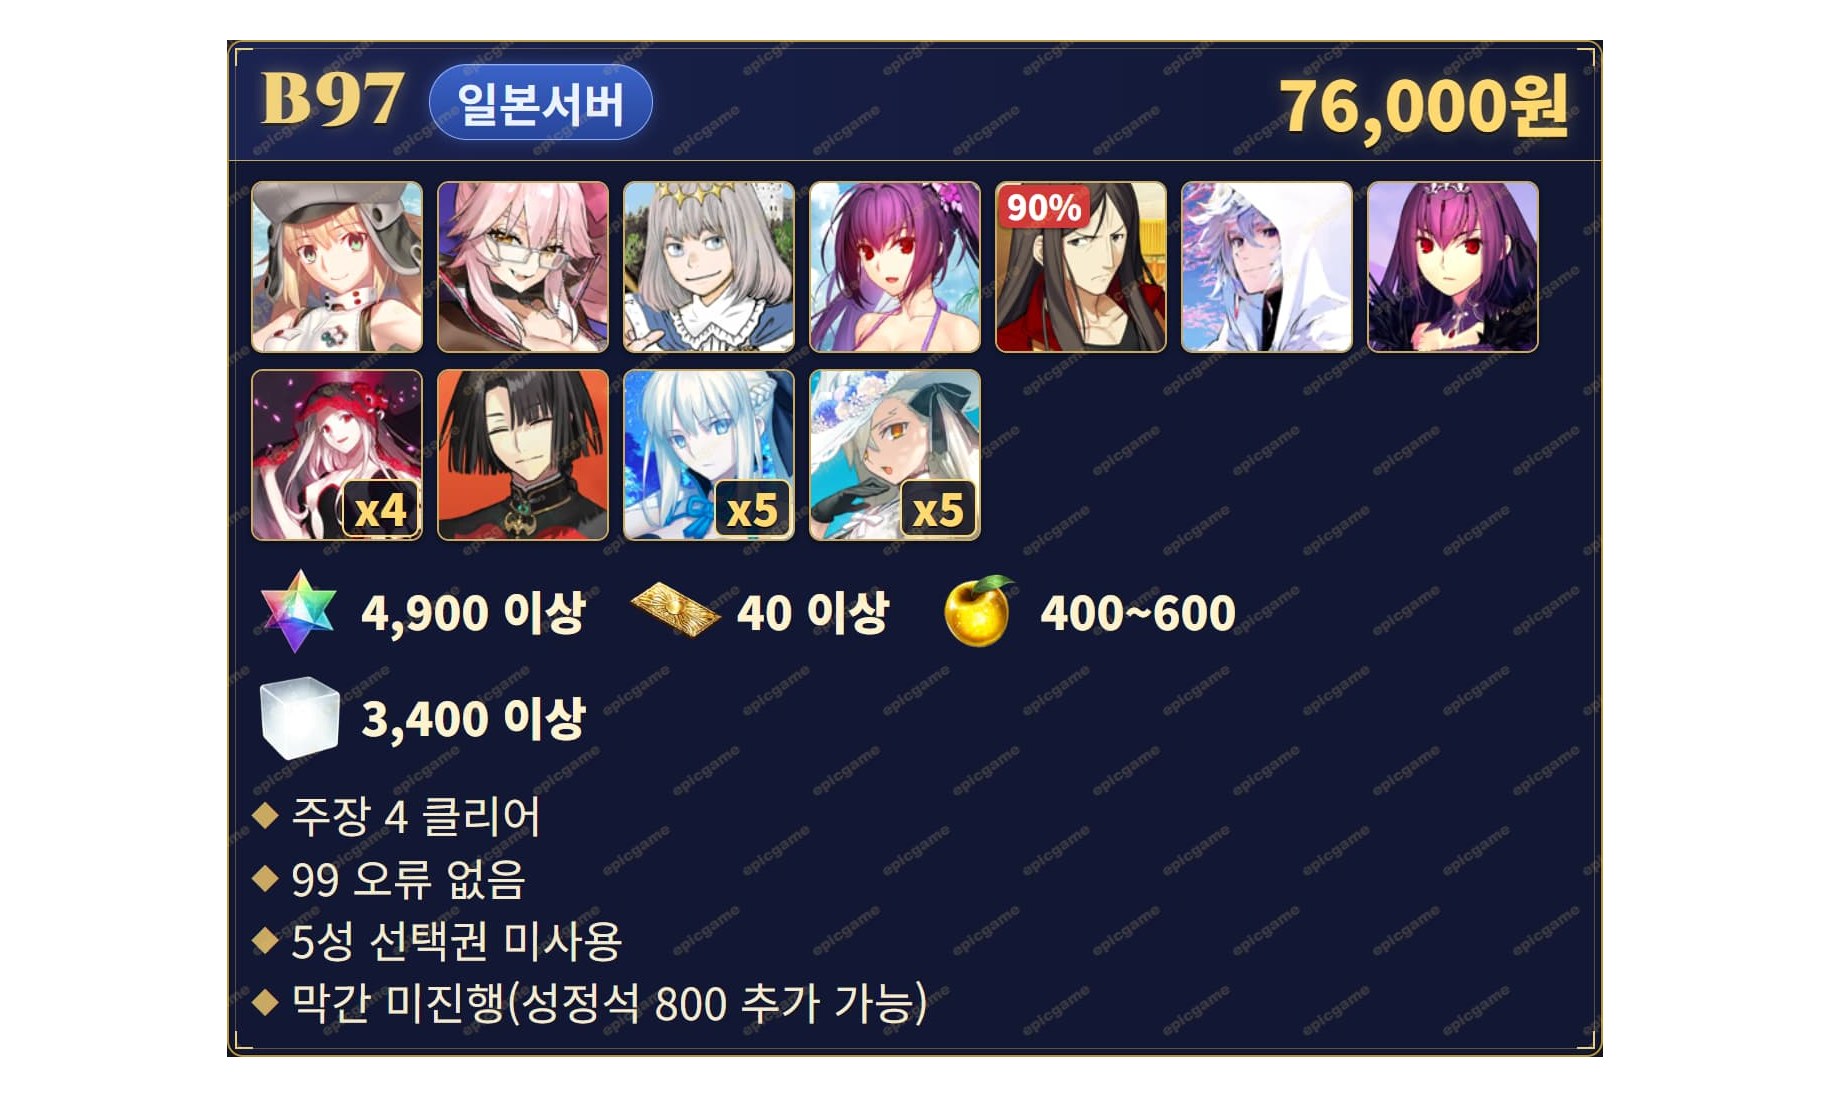 B97 일본서버 76,000원
90%
x4 x5 x5
4,900 이상 40 이상 400~600
3,400 이상
주장 4 클리어
99 오류 없음
5성 선택권 미사용
막간 미진행(성정석 800 추가 가능)
epicgame